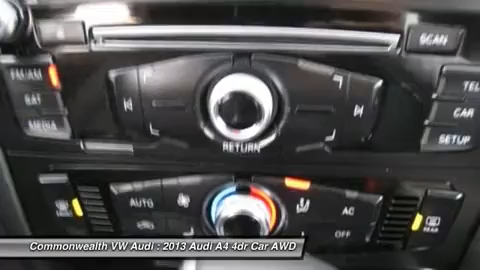 SCAN
FM/AM
TEL
SAT
CAR
MEDIA
SETUP
RETURN
AUTO
AC
OFF
REAR
Commonwealth VW Audi : 2013 Audi A4 4dr Car AWD